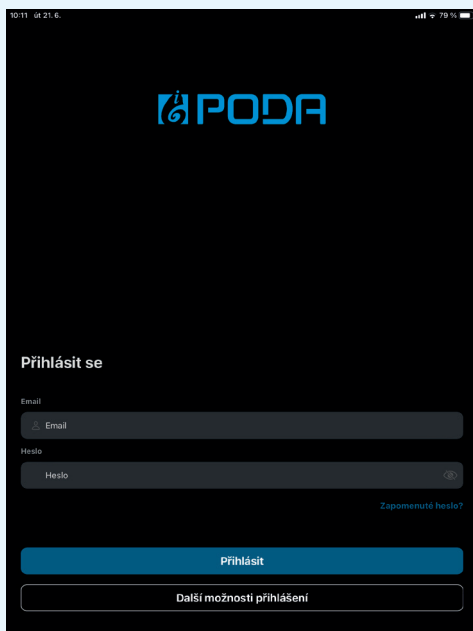 10:11 út 21. 6. 79 %
PODA
Přihlásit se
Email
Email
Heslo
Heslo
Zapomenuté heslo?
Přihlásit
Další možnosti přihlášení